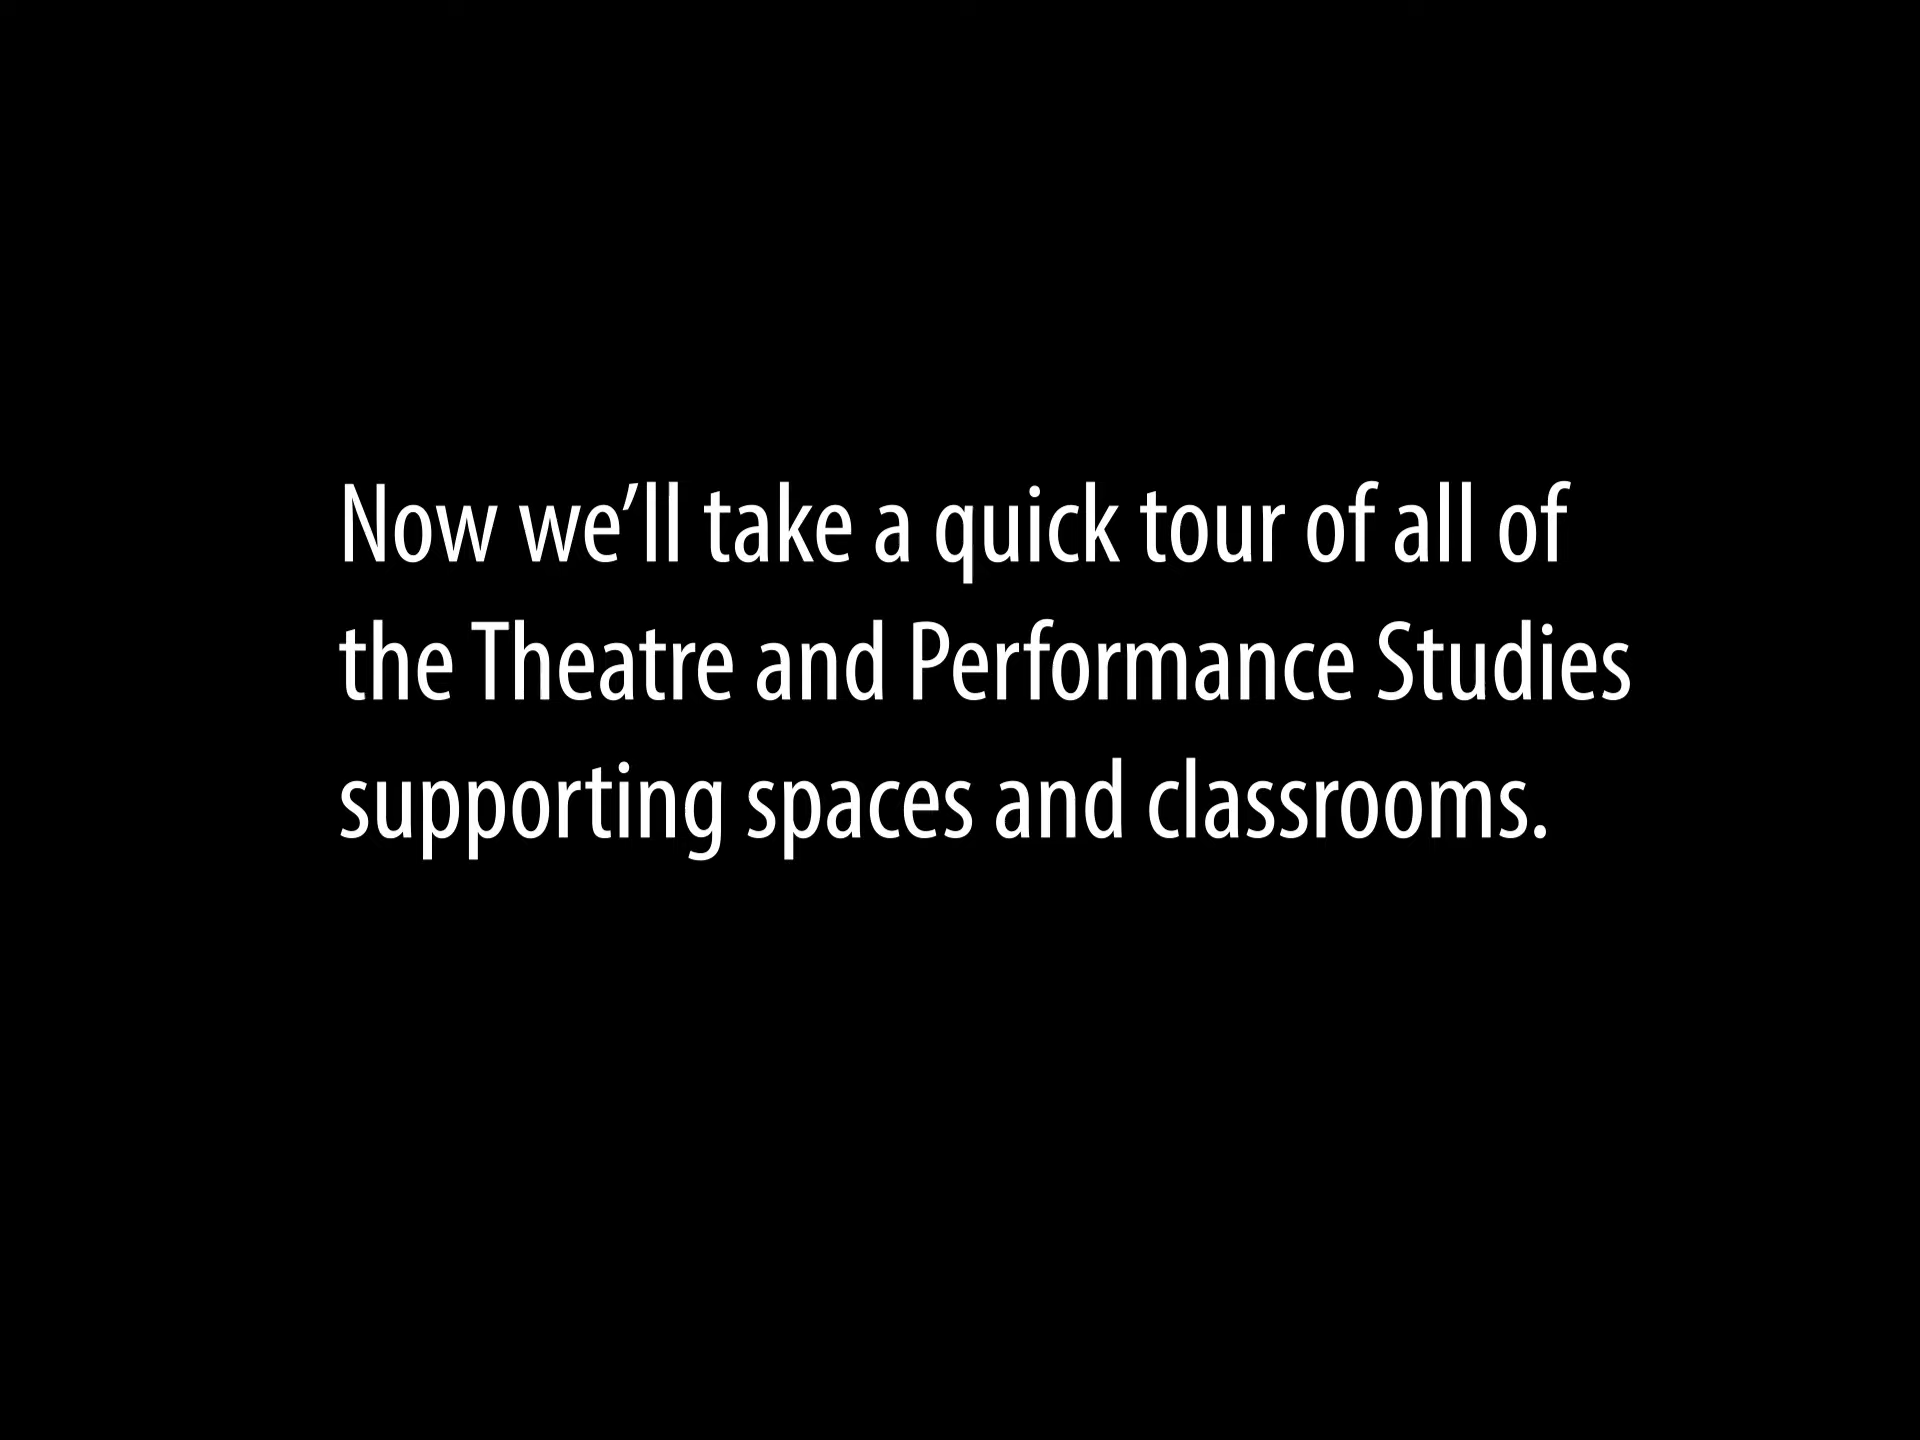 Now we’ll take a quick tour of all of
the Theatre and Performance Studies
supporting spaces and classrooms.